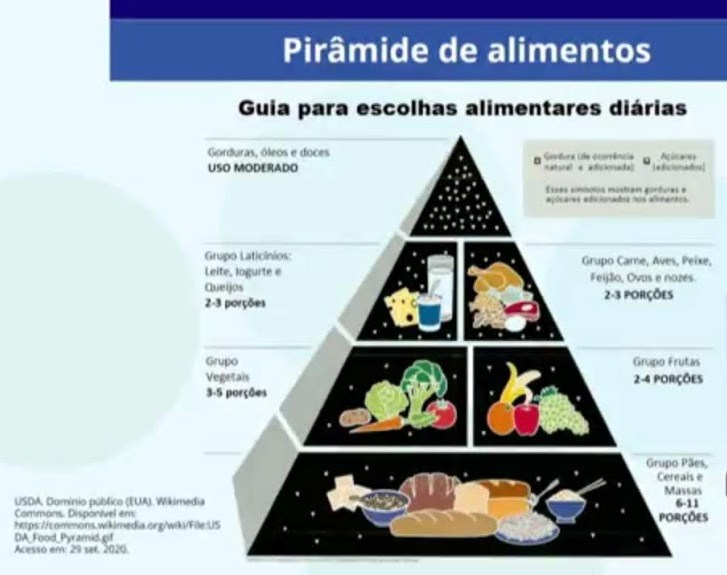 Pirâmide de alimentos
Guia para escolhas alimentares diárias
Gorduras, óleos e doces
USO MODERADO
Gordura (de ocorrência
natural e adicionada)
Açúcares
(adicionados)
Esses símbolos mostram gorduras e
açúcares adicionados nos alimentos.
Grupo Laticínios:
Leite, Iogurte e
Queijos
2-3 porções
Grupo Carne, Aves, Peixe,
Feijão, Ovos e nozes.
2-3 PORÇÕES
Grupo
Vegetais
3-5 porções
Grupo Frutas
2-4 PORÇÕES
Grupo Pães,
Cereais e
Massas
6-11
PORÇÕES
USDA, Domínio público (EUA). Wikimedia
Commons. Disponível em:
https://commons.wikimedia.org/wiki/File:US
DA_Food_Pyramid.gif
Acesso em: 29 set. 2020.